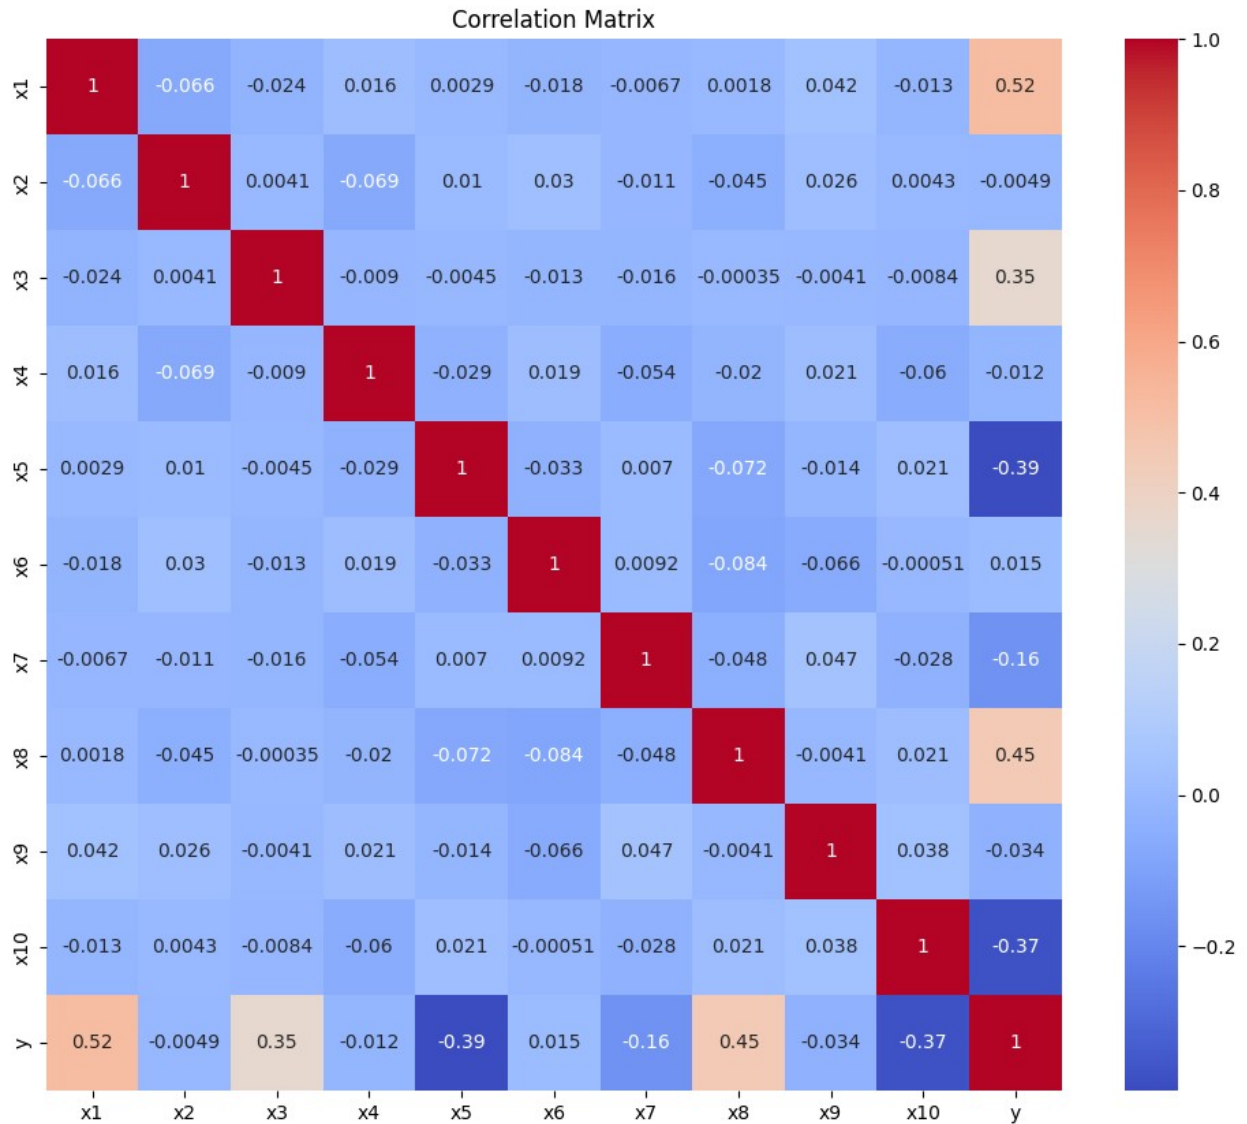 Correlation Matrix
x1 1 -0.066 -0.024 0.016 0.0029 -0.018 -0.0067 0.0018 0.042 -0.013 0.52
x2 -0.066 1 0.0041 -0.069 0.01 0.03 -0.011 -0.045 0.026 0.0043 -0.0049
x3 -0.024 0.0041 1 -0.009 -0.0045 -0.013 -0.016 -0.00035 -0.0041 -0.0084 0.35
x4 0.016 -0.069 -0.009 1 -0.029 0.019 -0.054 -0.02 0.021 -0.06 -0.012
x5 0.0029 0.01 -0.0045 -0.029 1 -0.033 0.007 -0.072 -0.014 0.021 -0.39
x6 -0.018 0.03 -0.013 0.019 -0.033 1 0.0092 -0.084 -0.066 -0.00051 0.015
x7 -0.0067 -0.011 -0.016 -0.054 0.007 0.0092 1 -0.048 0.047 -0.028 -0.16
x8 0.0018 -0.045 -0.00035 -0.02 -0.072 -0.084 -0.048 1 -0.0041 0.021 0.45
x9 0.042 0.026 -0.0041 0.021 -0.014 -0.066 0.047 -0.0041 1 0.038 -0.034
x10 -0.013 0.0043 -0.0084 -0.06 0.021 -0.00051 -0.028 0.021 0.038 1 -0.37
y 0.52 -0.0049 0.35 -0.012 -0.39 0.015 -0.16 0.45 -0.034 -0.37 1
x1 x2 x3 x4 x5 x6 x7 x8 x9 x10 y
1.0
0.8
0.6
0.4
0.2
0.0
−0.2